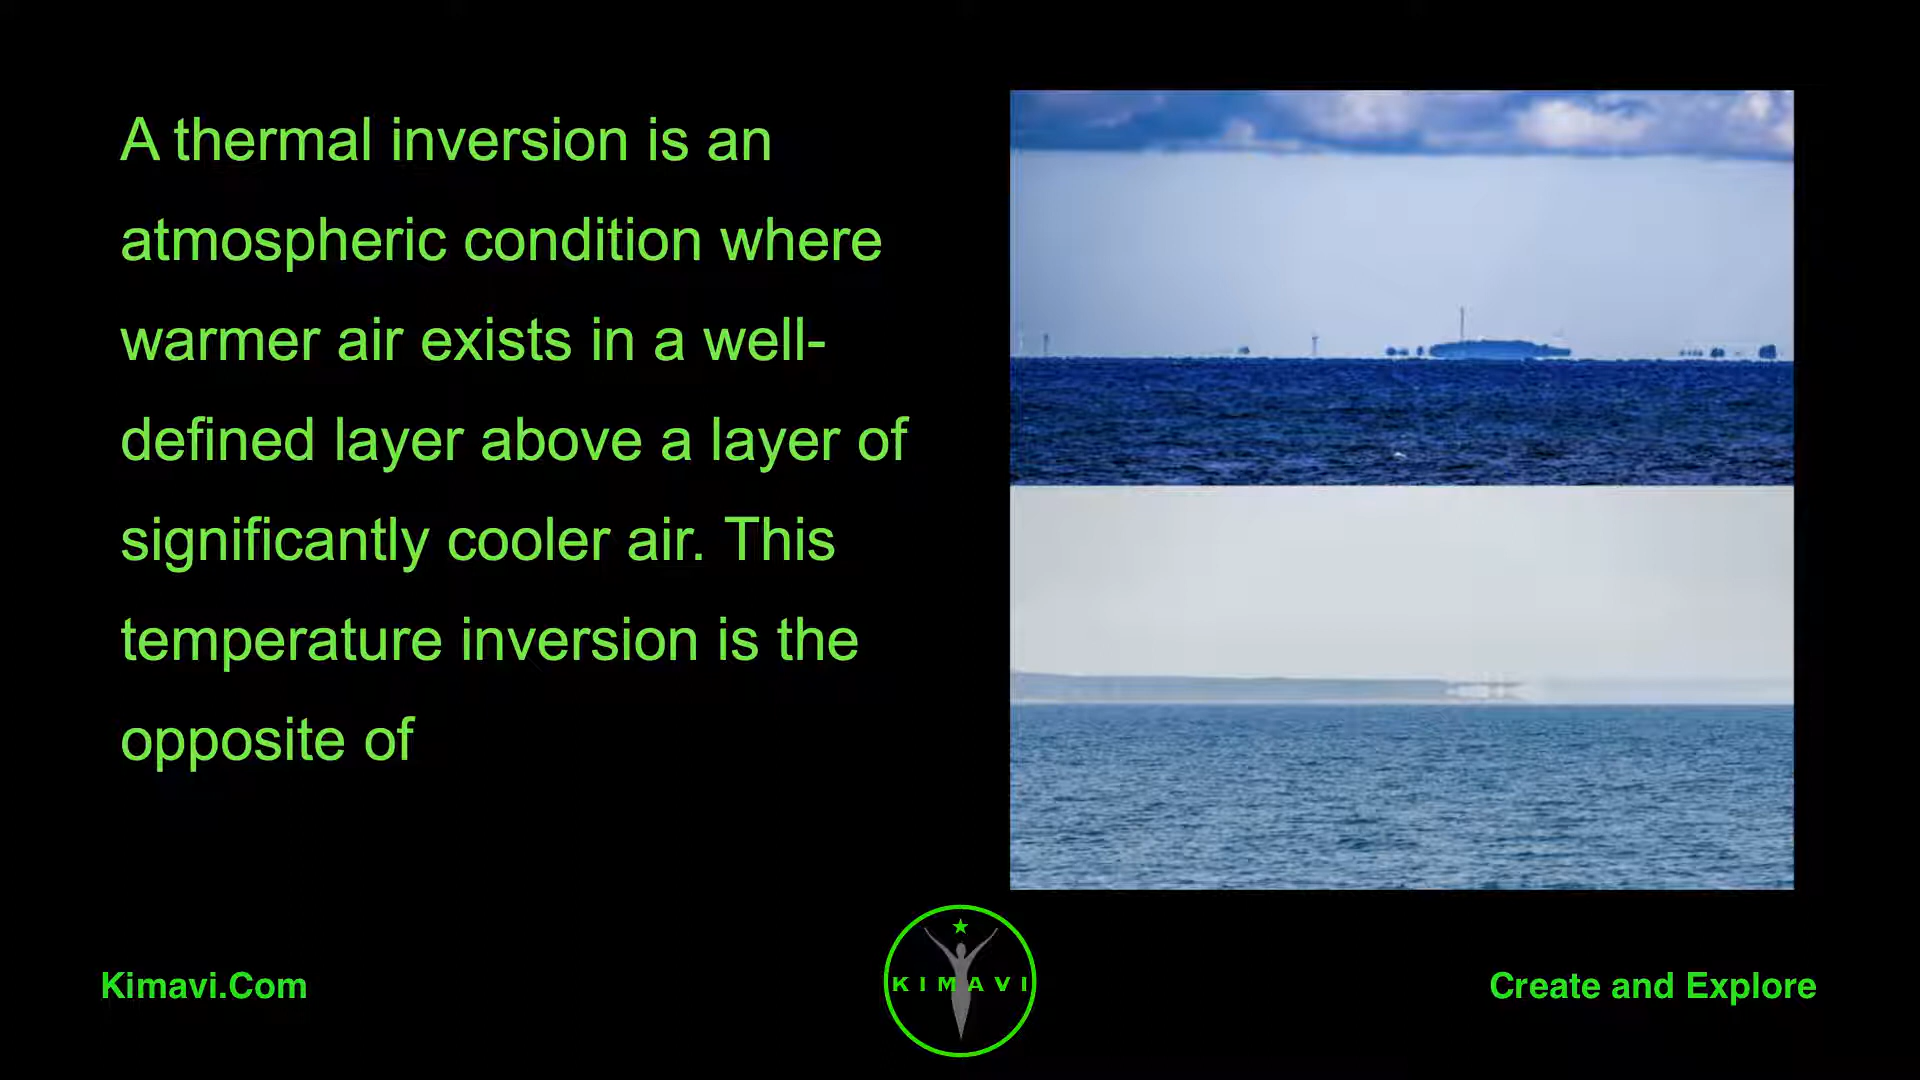 A thermal inversion is an
atmospheric condition where
warmer air exists in a well-
defined layer above a layer of
significantly cooler air. This
temperature inversion is the
opposite of
Kimavi.Com
KIMAVI
Create and Explore